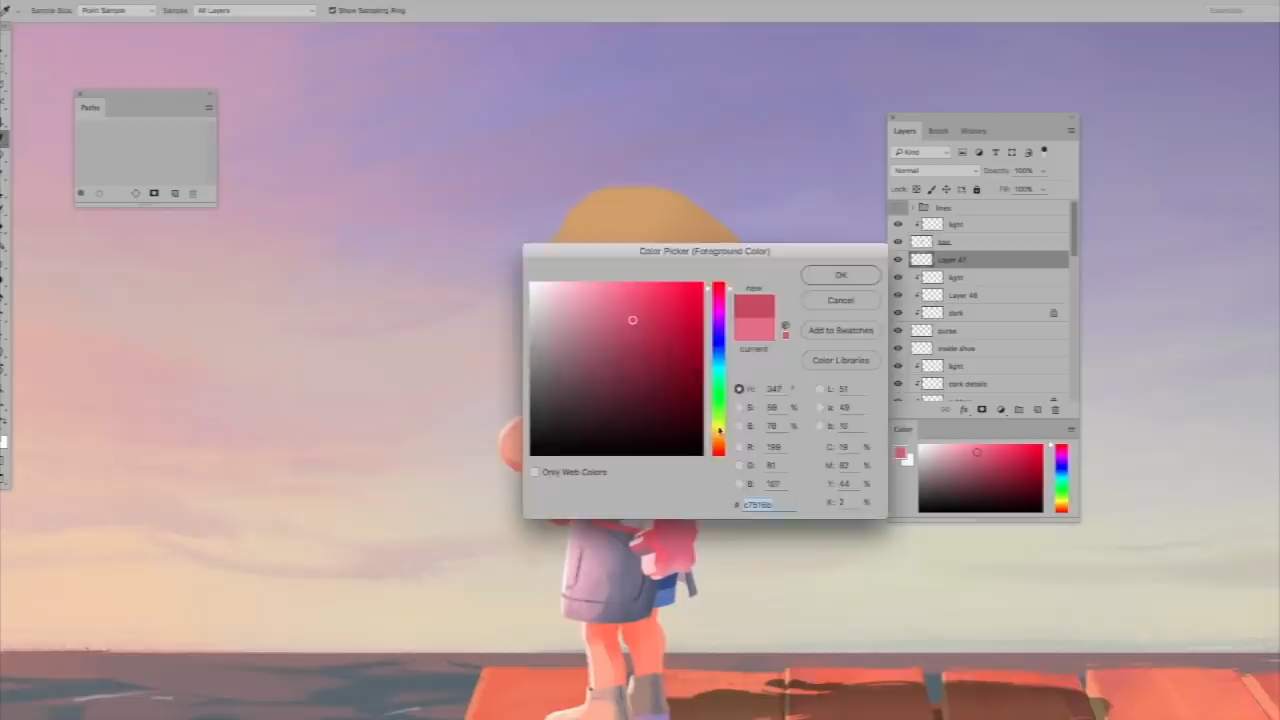 Sample Size: Point Sample Sample: All Layers Show Sampling Ring Essentials
Paths
Color Picker (Foreground Color)
new
current
OK
Cancel
Add to Swatches
Color Libraries
H: 347 °
S: 59 %
B: 78 %
R: 199
G: 81
B: 107
L: 51
a: 49
b: 10
C: 19 %
M: 82 %
Y: 44 %
K: 2 %
Only Web Colors
# c7516b
Layers Brush History
Kind
Normal Opacity: 100%
Lock: Fill: 100%
lines
light
Layer 47
light
Layer 48
dark
purse
inside shoe
light
dark details
fx
Color